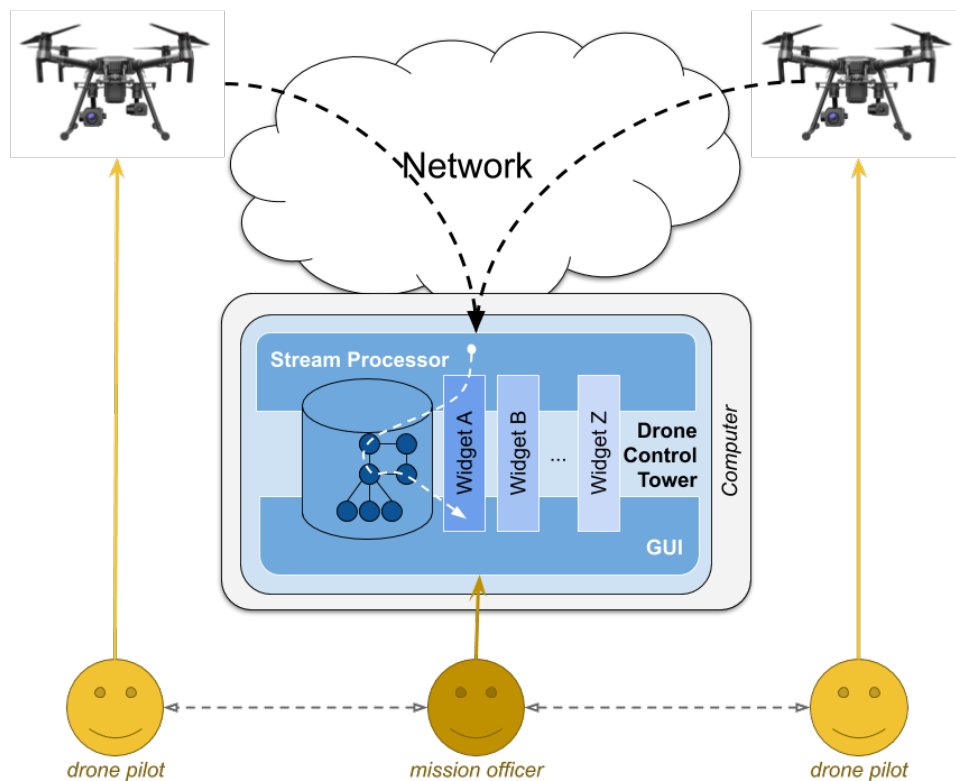 Network
Stream Processor
Widget A
Widget B
...
Widget Z
Drone
Control
Tower
Computer
GUI
drone pilot
mission officer
drone pilot